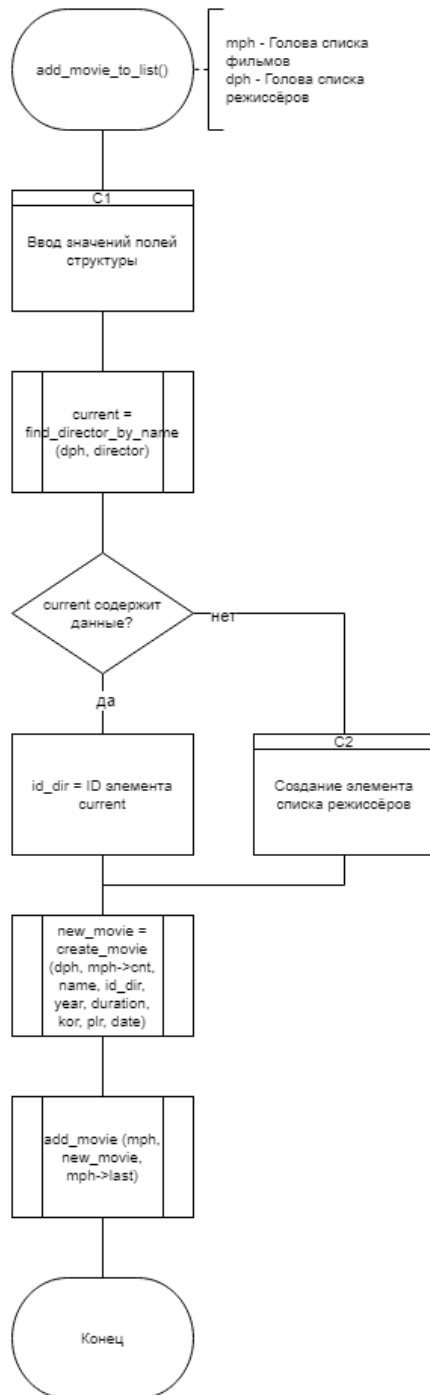 add_movie_to_list()
mph - Голова списка
фильмов
dph - Голова списка
режиссёров
C1
Ввод значений полей
структуры
current =
find_director_by_name
(dph, director)
current содержит
данные?
нет
да
id_dir = ID элемента
current
C2
Создание элемента
списка режиссёров
new_movie =
create_movie
(dph, mph->cnt,
name, id_dir,
year, duration,
kor, plr, date)
add_movie (mph,
new_movie,
mph->last)
Конец